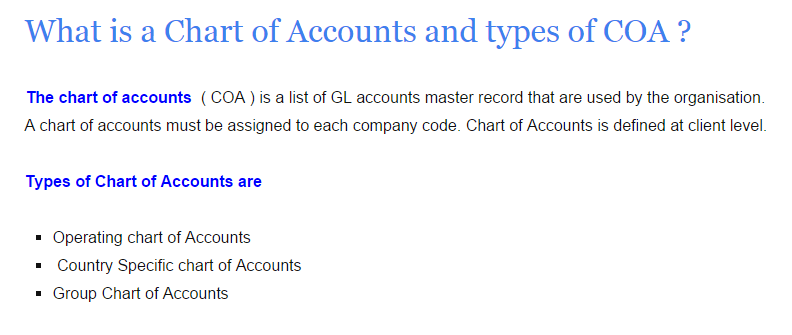 What is a Chart of Accounts and types of COA ?
The chart of accounts ( COA ) is a list of GL accounts master record that are used by the organisation.
A chart of accounts must be assigned to each company code. Chart of Accounts is defined at client level.
Types of Chart of Accounts are
▪ Operating chart of Accounts
▪ Country Specific chart of Accounts
▪ Group Chart of Accounts